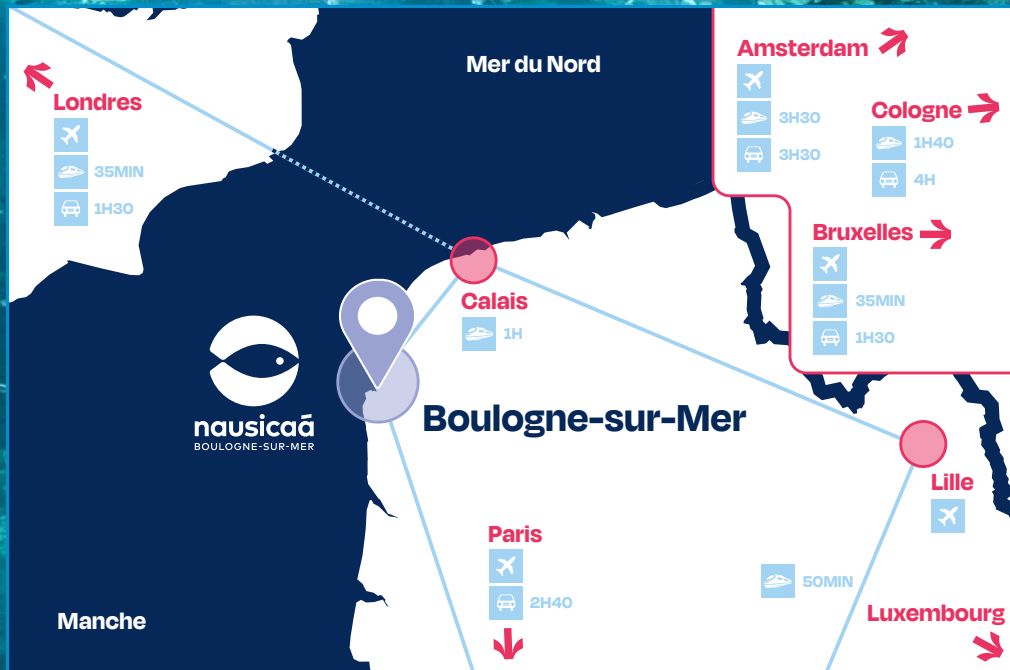 Mer du Nord
Londres
35MIN
1H30
Amsterdam
3H30
3H30
Cologne
1H40
4H
Bruxelles
35MIN
1H30
Calais
1H
nausicaá
BOULOGNE-SUR-MER
Boulogne-sur-Mer
Lille
Paris
2H40
50MIN
Luxembourg
Manche